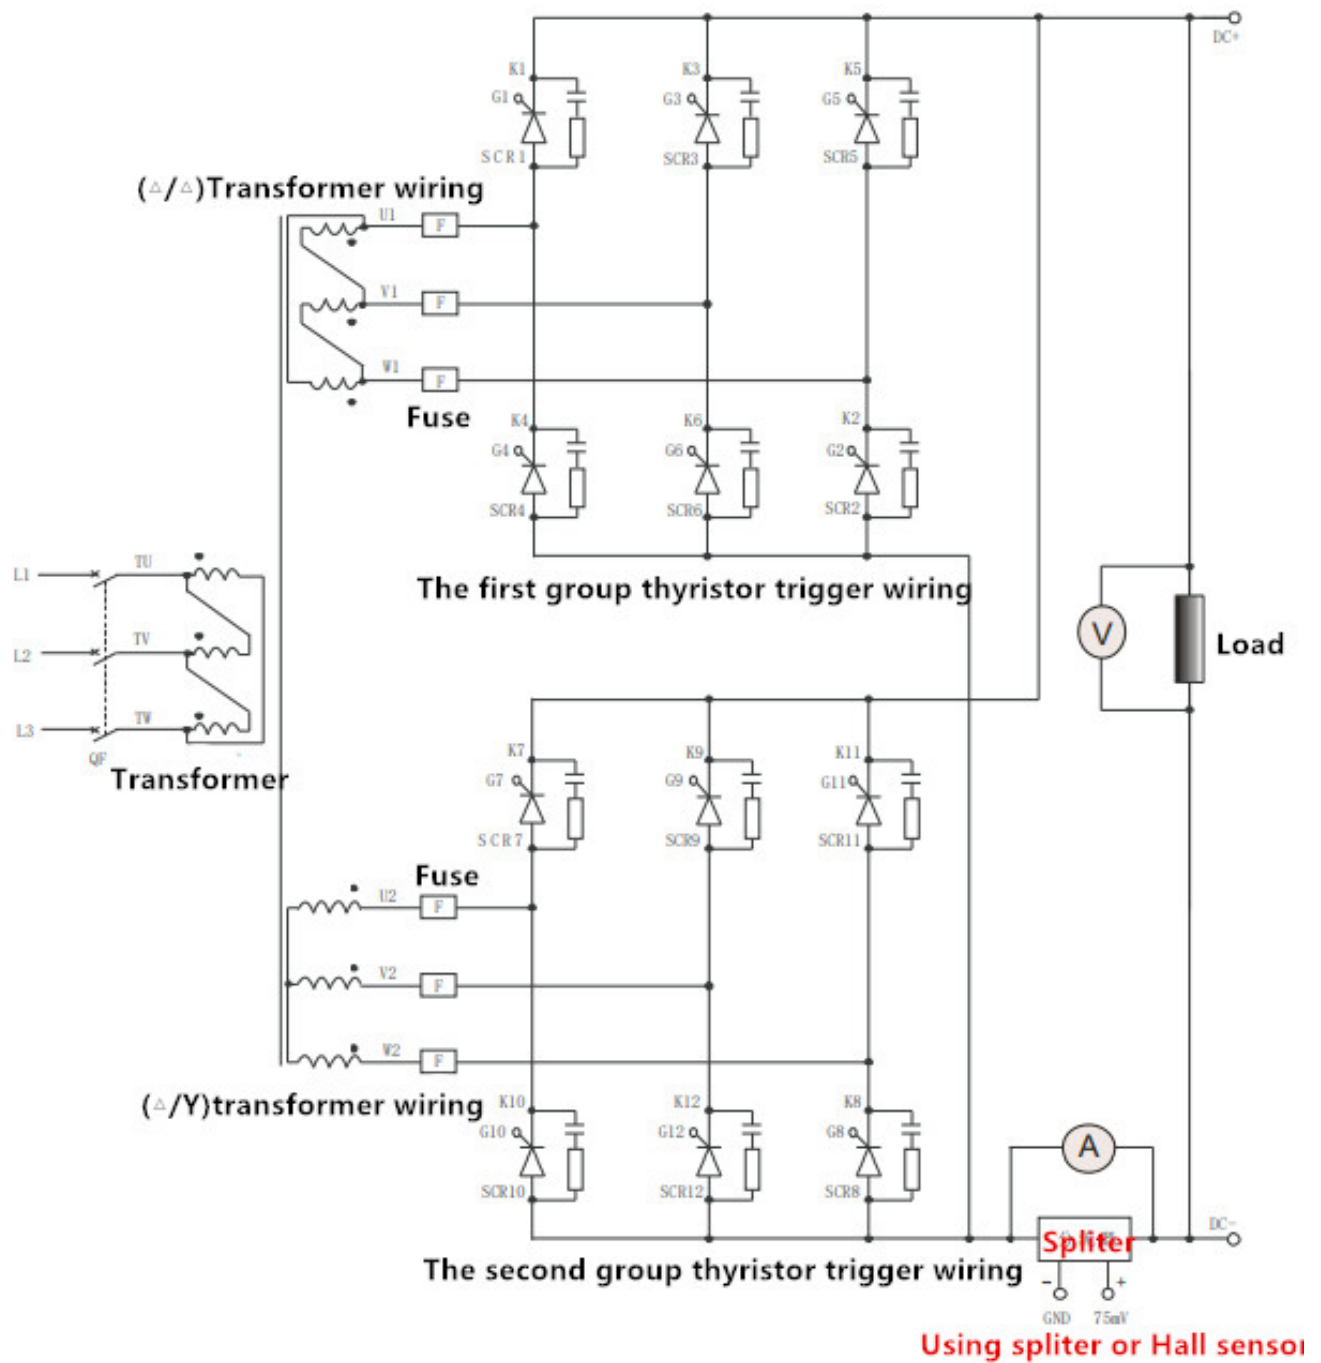 DC+
K1 K3 K5
G1 G3 G5
SCR1 SCR3 SCR5
(△/△)Transformer wiring
U1 F
V1 F
W1 F
Fuse
K4 K6 K2
G4 G6 G2
SCR4 SCR6 SCR2
The first group thyristor trigger wiring
L1 TU
L2 TV
L3 TW
QF
Transformer
V
Load
K7 K9 K11
G7 G9 G11
SCR7 SCR9 SCR11
Fuse
U2 F
V2 F
W2 F
(△/Y)transformer wiring
K10 K12 K8
G10 G12 G8
SCR10 SCR12 SCR8
A
DC-
Spliter
- +
GND 75mV
The second group thyristor trigger wiring
Using spliter or Hall sensor